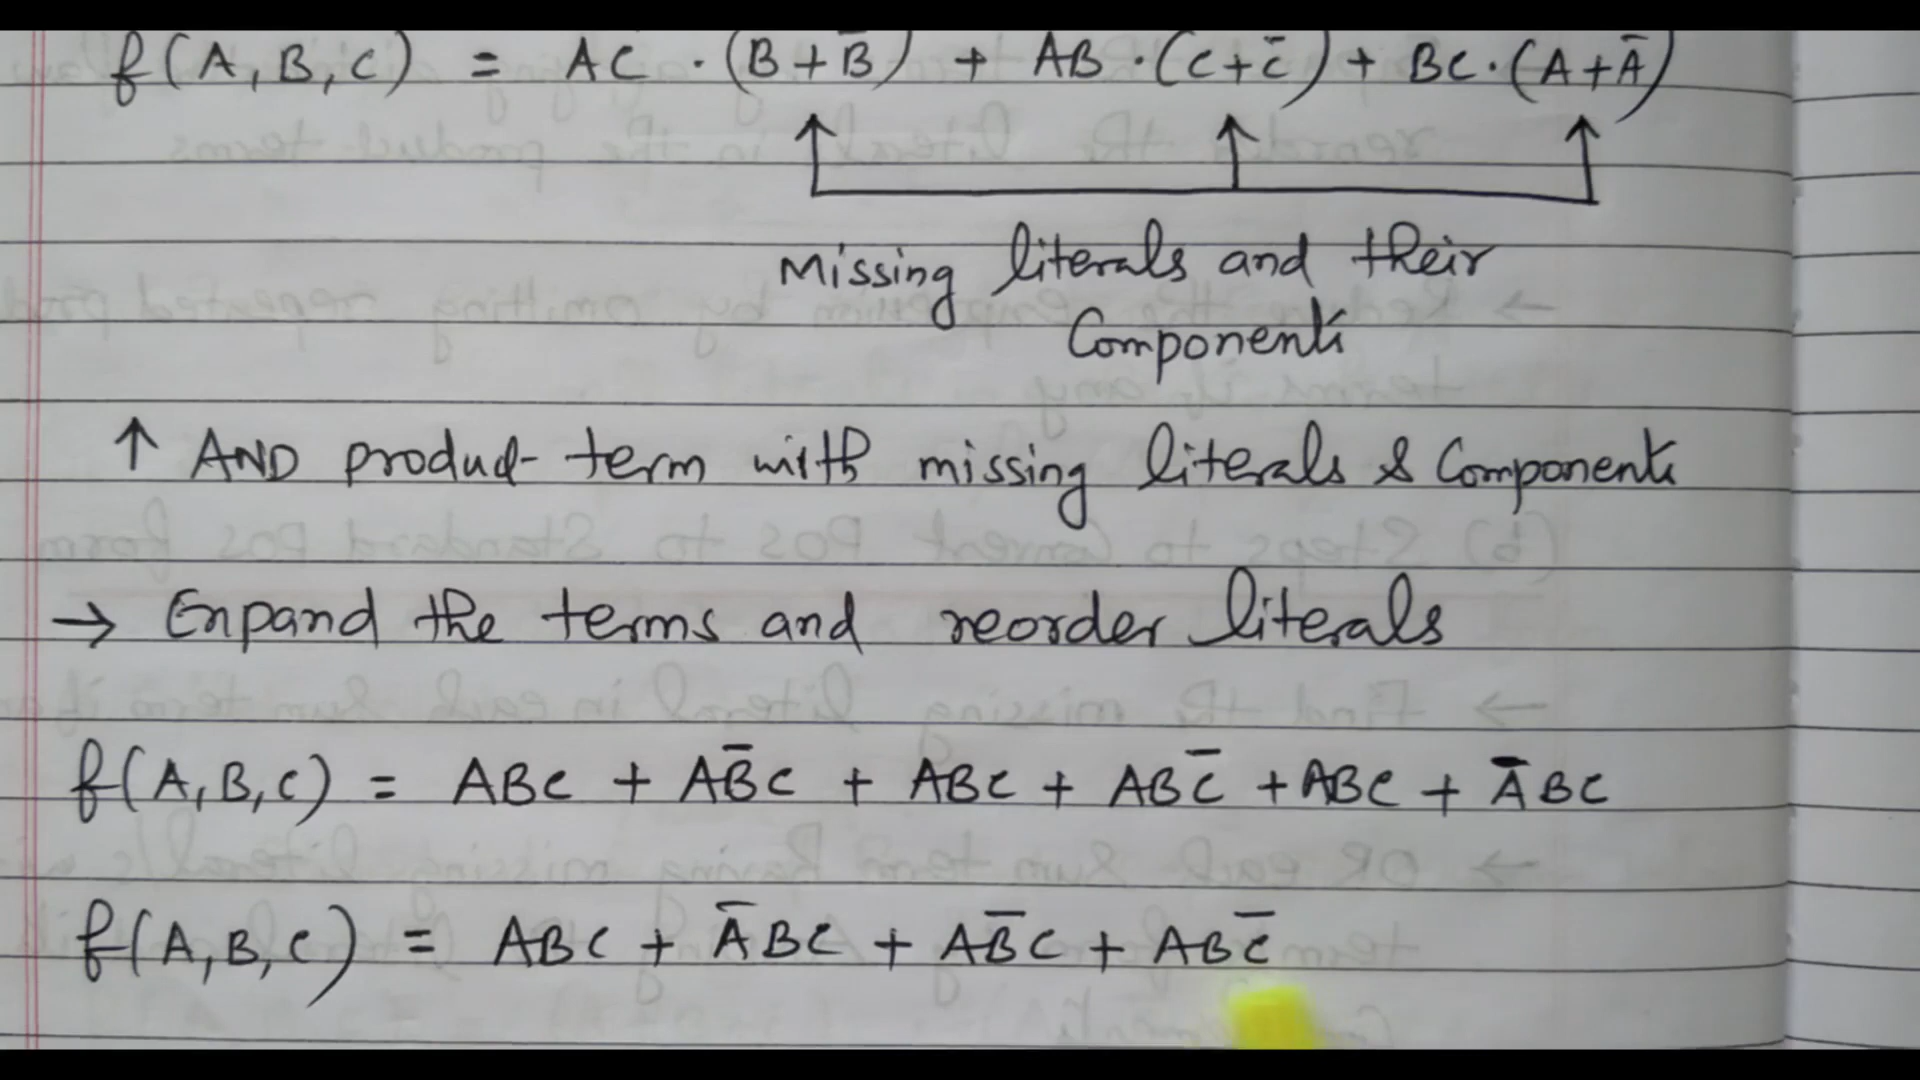 f(A,B,C) = AC · (B+B̄) + AB · (C+C̄) + BC · (A+Ā)
Missing literals and their
Components
↑ AND product term with missing literals & Components
→ Expand the terms and reorder literals
f(A,B,C) = ABC + AB̄C + ABC + ABC̄ + ABC + ĀBC
f(A,B,C) = ABC + ĀBC + AB̄C + ABC̄